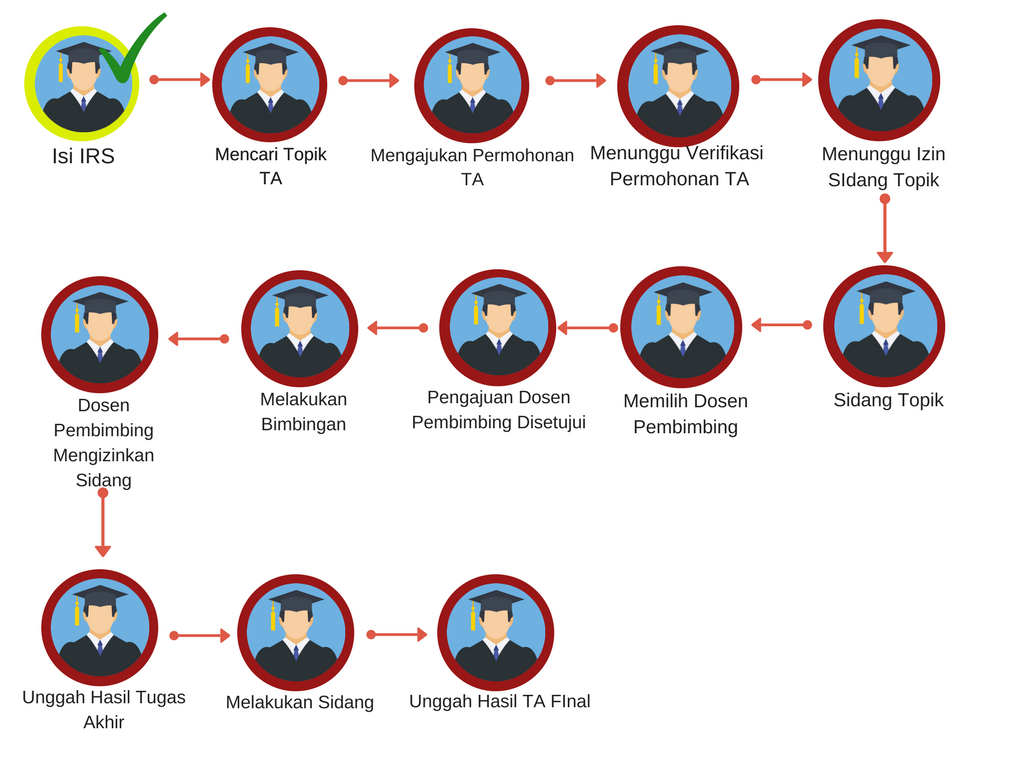 Isi IRS
Mencari Topik
TA
Mengajukan Permohonan
TA
Menunggu Verifikasi
Permohonan TA
Menunggu Izin
SIdang Topik
Sidang Topik
Memilih Dosen
Pembimbing
Pengajuan Dosen
Pembimbing Disetujui
Melakukan
Bimbingan
Dosen
Pembimbing
Mengizinkan
Sidang
Unggah Hasil Tugas
Akhir
Melakukan Sidang
Unggah Hasil TA FInal